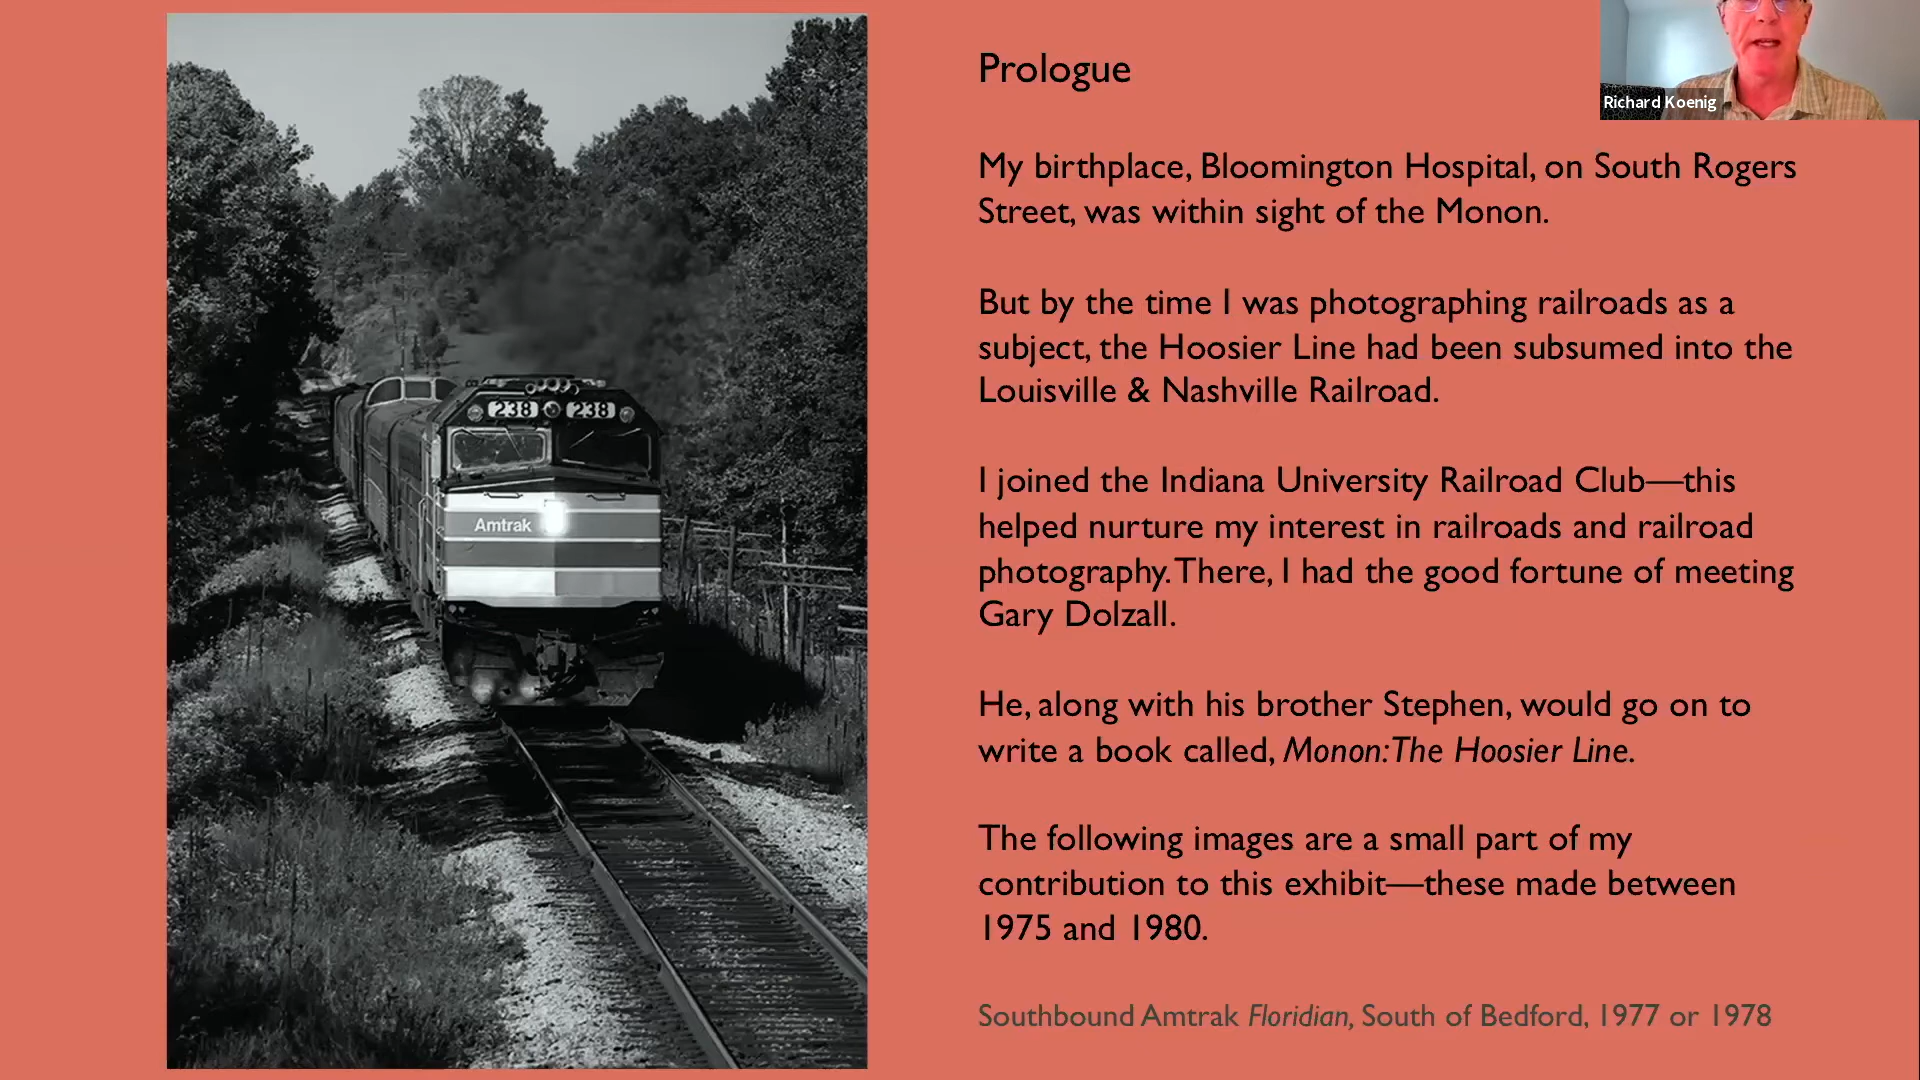 Prologue
Richard Koenig
My birthplace, Bloomington Hospital, on South Rogers
Street, was within sight of the Monon.
But by the time I was photographing railroads as a
subject, the Hoosier Line had been subsumed into the
Louisville & Nashville Railroad.
I joined the Indiana University Railroad Club—this
helped nurture my interest in railroads and railroad
photography. There, I had the good fortune of meeting
Gary Dolzall.
He, along with his brother Stephen, would go on to
write a book called, Monon: The Hoosier Line.
The following images are a small part of my
contribution to this exhibit—these made between
1975 and 1980.
Southbound Amtrak Floridian, South of Bedford, 1977 or 1978
238 238
Amtrak